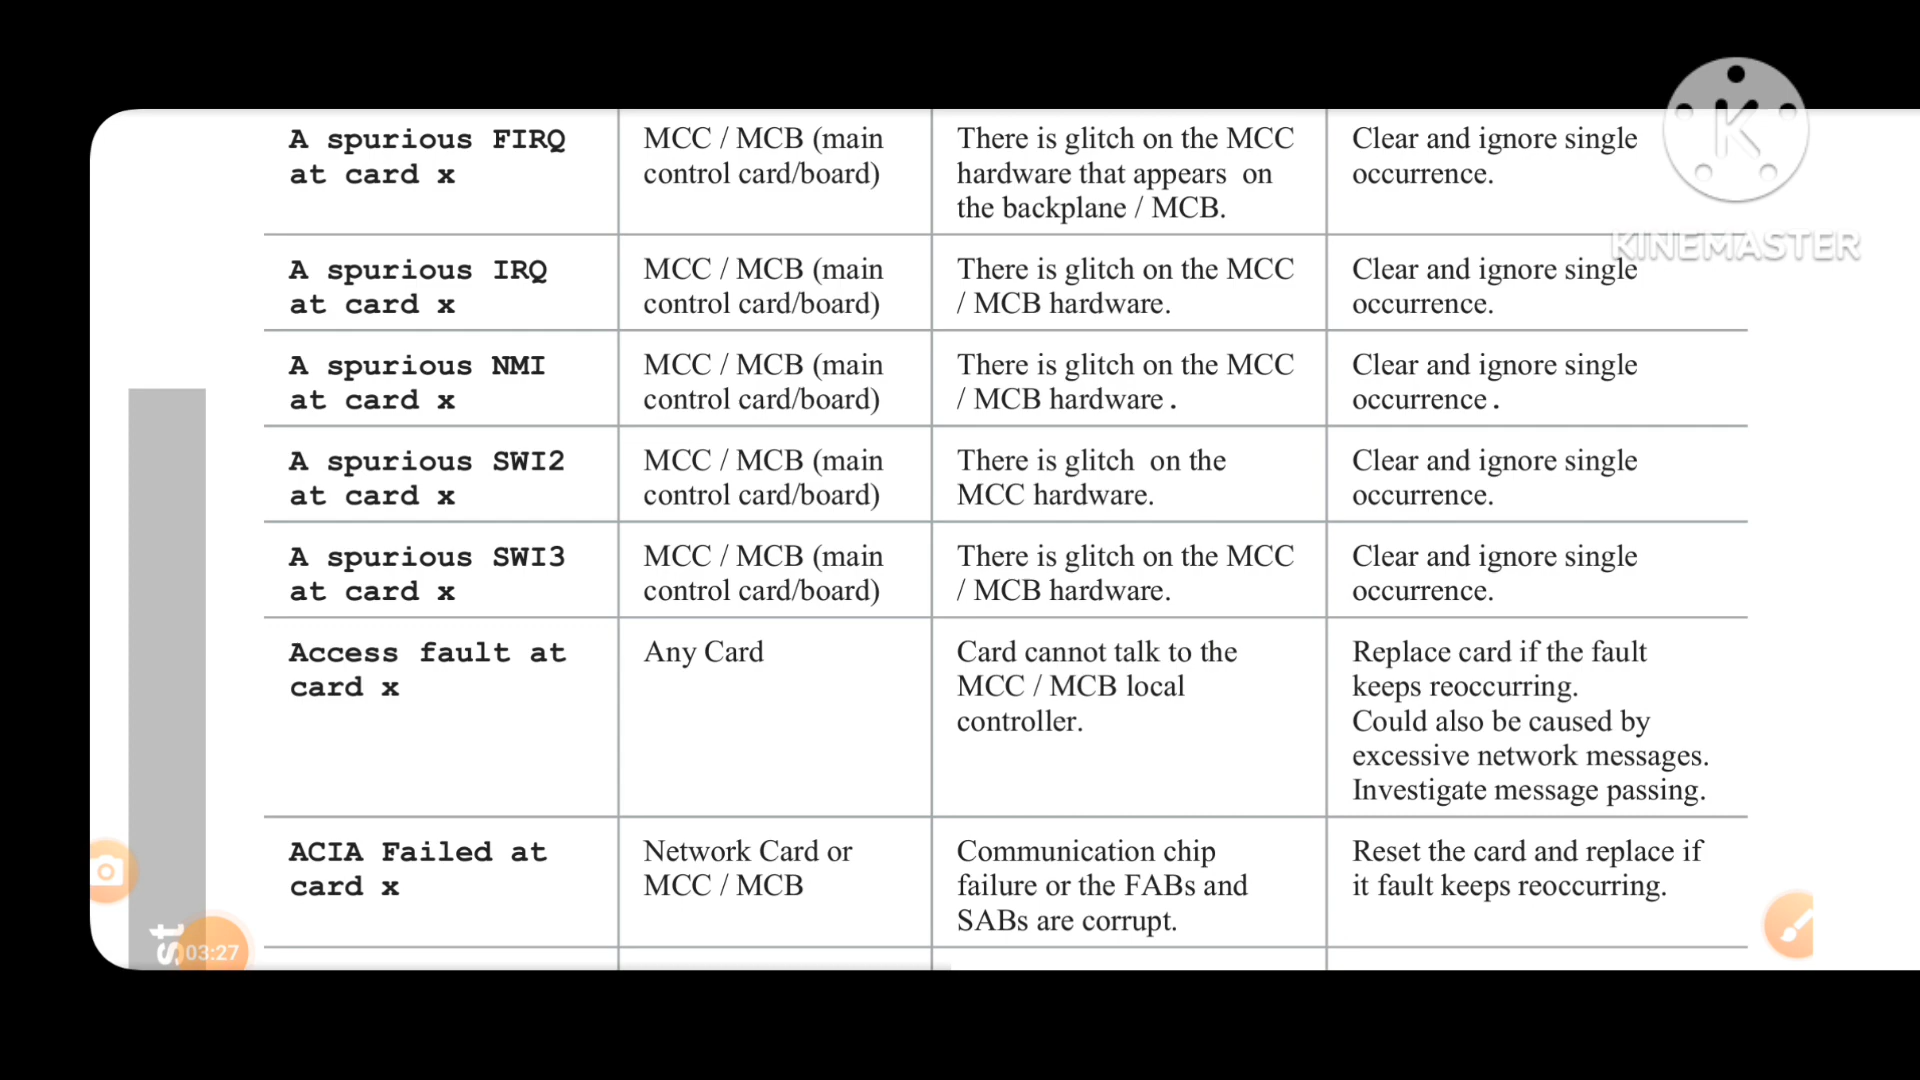 A spurious FIRQ
at card x
MCC / MCB (main
control card/board)
There is glitch on the MCC
hardware that appears on
the backplane / MCB.
Clear and ignore single
occurrence.
A spurious IRQ
at card x
MCC / MCB (main
control card/board)
There is glitch on the MCC
/ MCB hardware.
Clear and ignore single
occurrence.
A spurious NMI
at card x
MCC / MCB (main
control card/board)
There is glitch on the MCC
/ MCB hardware.
Clear and ignore single
occurrence.
A spurious SWI2
at card x
MCC / MCB (main
control card/board)
There is glitch on the
MCC hardware.
Clear and ignore single
occurrence.
A spurious SWI3
at card x
MCC / MCB (main
control card/board)
There is glitch on the MCC
/ MCB hardware.
Clear and ignore single
occurrence.
Access fault at
card x
Any Card
Card cannot talk to the
MCC / MCB local
controller.
Replace card if the fault
keeps reoccurring.
Could also be caused by
excessive network messages.
Investigate message passing.
ACIA Failed at
card x
Network Card or
MCC / MCB
Communication chip
failure or the FABs and
SABs are corrupt.
Reset the card and replace if
it fault keeps reoccurring.
K
KINEMASTER
st
03:27